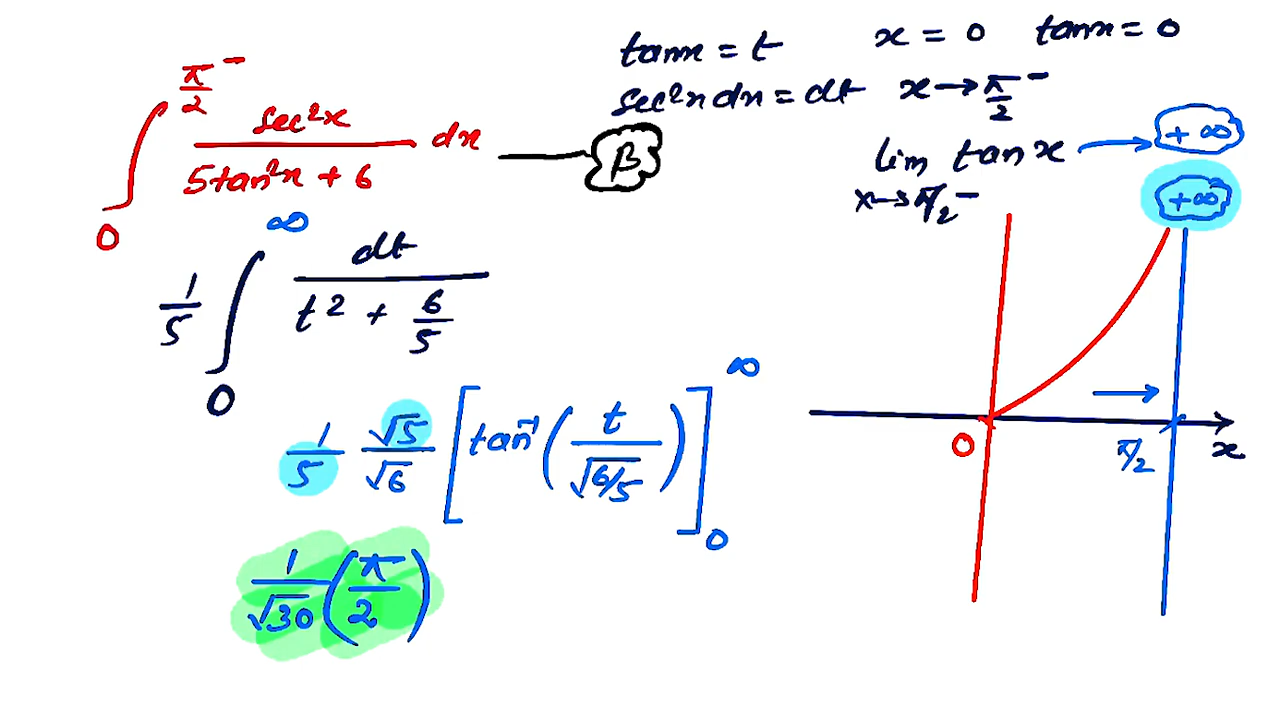 ∫₀^(π/2⁻) sec²x / (5tan²x + 6) dx — β
1/5 ∫₀^∞ dt / (t² + 6/5)
1/5 √5/√6 [tan⁻¹(t/√(6/5))]₀^∞
1/√30 (π/2)
tanx = t x = 0 tanx = 0
sec²x dx = dt x → π/2⁻
lim x→π/2⁻ tan x → +∞
+∞
0 π/2 x